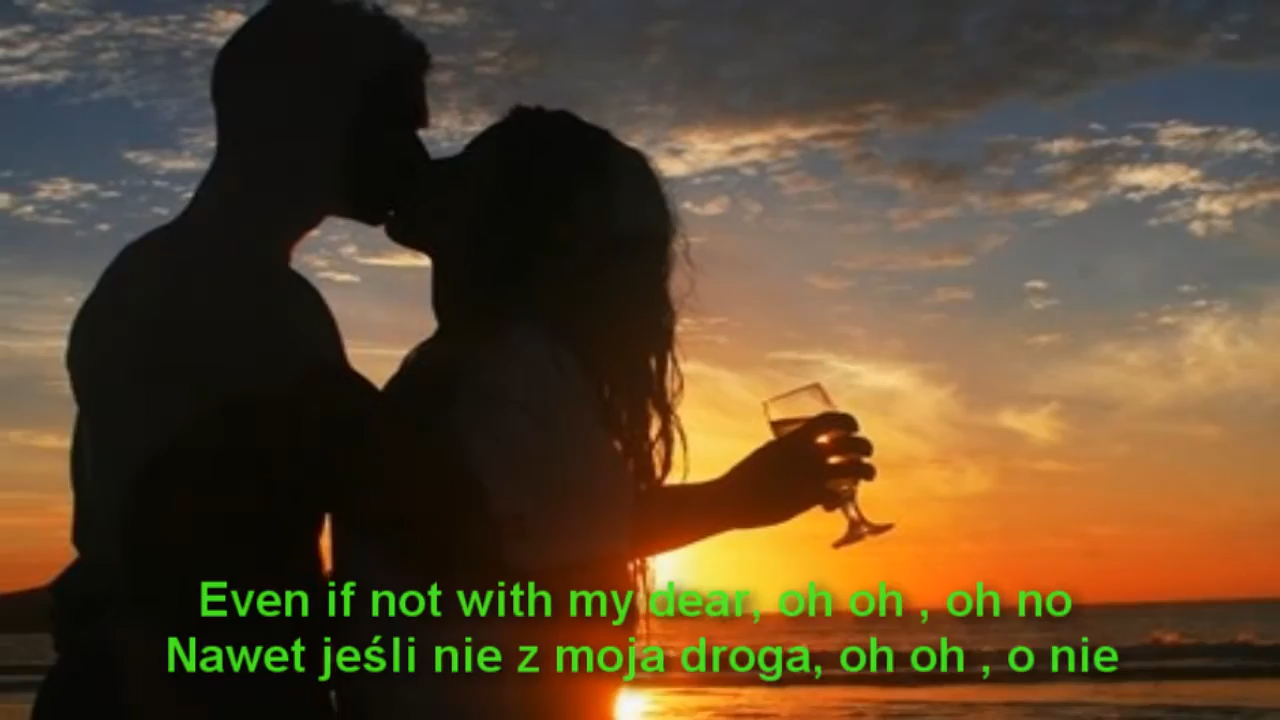 Even if not with my dear, oh oh , oh no
Nawet jeśli nie z moja droga, oh oh , o nie